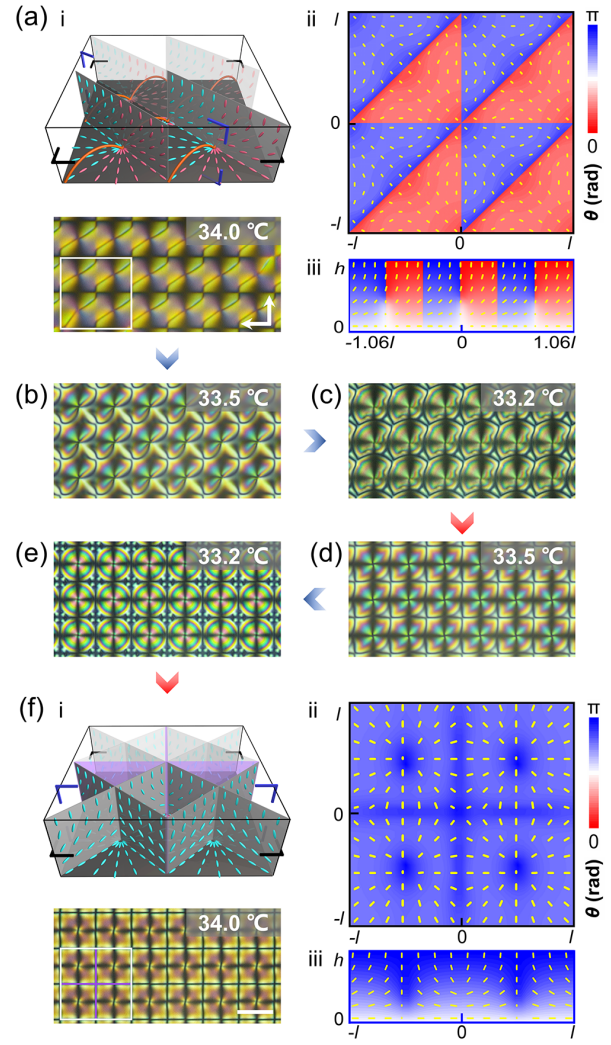 (a) i
ii
l
0
-l
-l 0 l
π
0
θ (rad)
34.0 ℃
iii
h
0
-1.06l 0 1.06l
(b)
33.5 ℃
(c)
33.2 ℃
(e)
33.2 ℃
(d)
33.5 ℃
(f) i
ii
l
0
-l
-l 0 l
π
0
θ (rad)
34.0 ℃
iii
h
0
-l 0 l